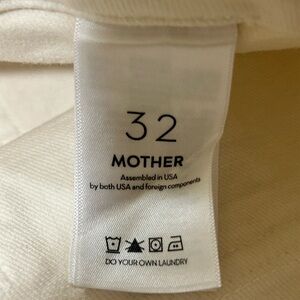 32
MOTHER
Assembled in USA
by both USA and foreign components
DO YOUR OWN LAUNDRY